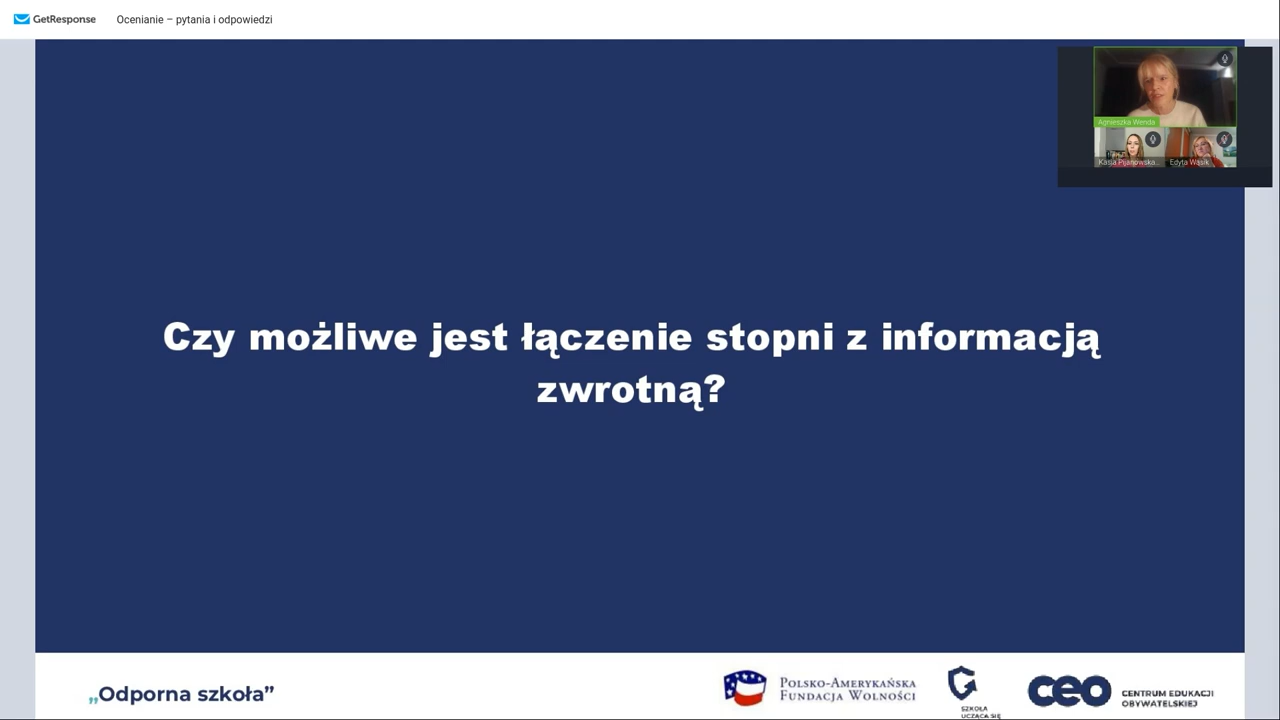 GetResponse
Ocenianie – pytania i odpowiedzi
Agnieszka Wenda
Kasia Pijanowska...
Edyta Wąsik
Czy możliwe jest łączenie stopni z informacją
zwrotną?
„Odporna szkoła”
POLSKO-AMERYKAŃSKA
FUNDACJA WOLNOŚCI
SZKOŁA
UCZĄCA SIĘ
ceo
CENTRUM EDUKACJI
OBYWATELSKIEJ